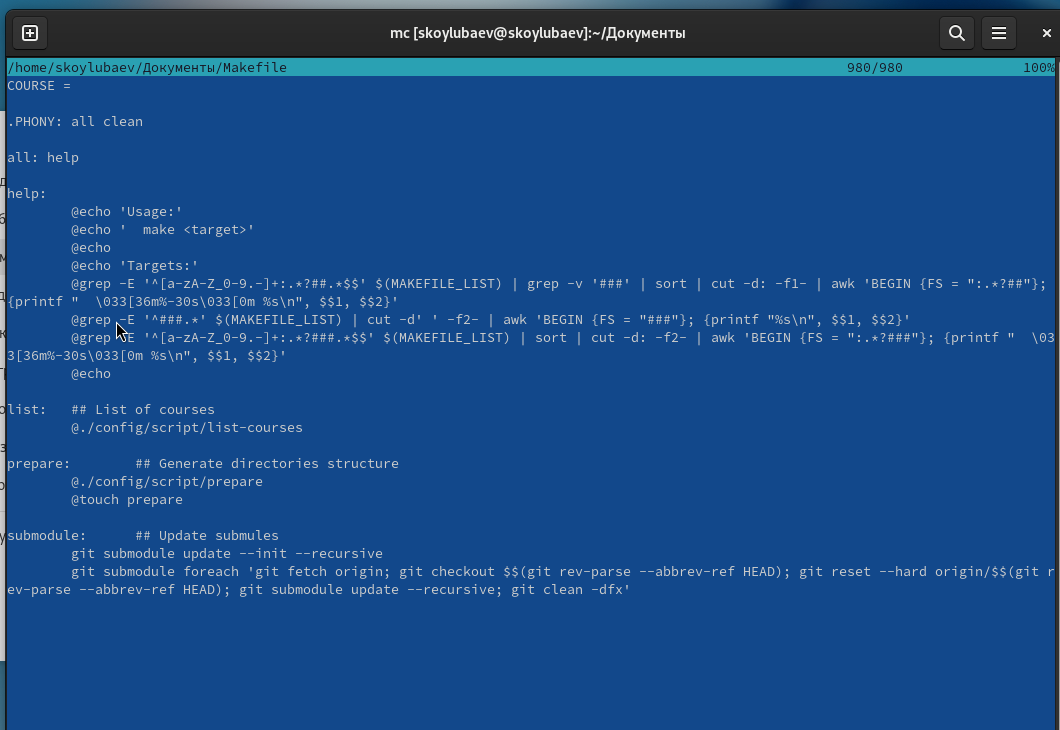 mc [skoylubaev@skoylubaev]:~/Документы
/home/skoylubaev/Документы/Makefile 980/980 100%
COURSE =
.PHONY: all clean
all: help
help:
@echo 'Usage:'
@echo '  make <target>'
@echo
@echo 'Targets:'
@grep -E '^[a-zA-Z_0-9.-]+:.*?##.*$$' $(MAKEFILE_LIST) | grep -v '###' | sort | cut -d: -f1- | awk 'BEGIN {FS = ":.*?##"};
{printf "  \033[36m%-30s\033[0m %s\n", $$1, $$2}'
@grep -E '^###.*' $(MAKEFILE_LIST) | cut -d' ' -f2- | awk 'BEGIN {FS = "###"}; {printf "%s\n", $$1, $$2}'
@grep -E '^[a-zA-Z_0-9.-]+:.*?###.*$$' $(MAKEFILE_LIST) | sort | cut -d: -f2- | awk 'BEGIN {FS = ":.*?###"}; {printf "  \03
3[36m%-30s\033[0m %s\n", $$1, $$2}'
@echo
list:   ## List of courses
@./config/script/list-courses
prepare:        ## Generate directories structure
@./config/script/prepare
@touch prepare
submodule:      ## Update submules
git submodule update --init --recursive
git submodule foreach 'git fetch origin; git checkout $$(git rev-parse --abbrev-ref HEAD); git reset --hard origin/$$(git r
ev-parse --abbrev-ref HEAD); git submodule update --recursive; git clean -dfx'